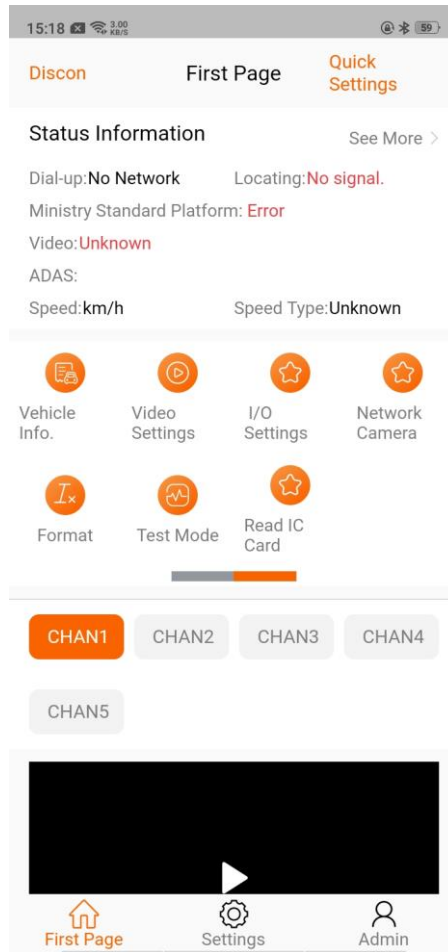 15:18 3.00 KB/S 59
Discon First Page Quick Settings
Status Information See More >
Dial-up:No Network Locating:No signal.
Ministry Standard Platform: Error
Video:Unknown
ADAS:
Speed:km/h Speed Type:Unknown
Vehicle Info. Video Settings I/O Settings Network Camera
Format Test Mode Read IC Card
CHAN1 CHAN2 CHAN3 CHAN4
CHAN5
First Page Settings Admin